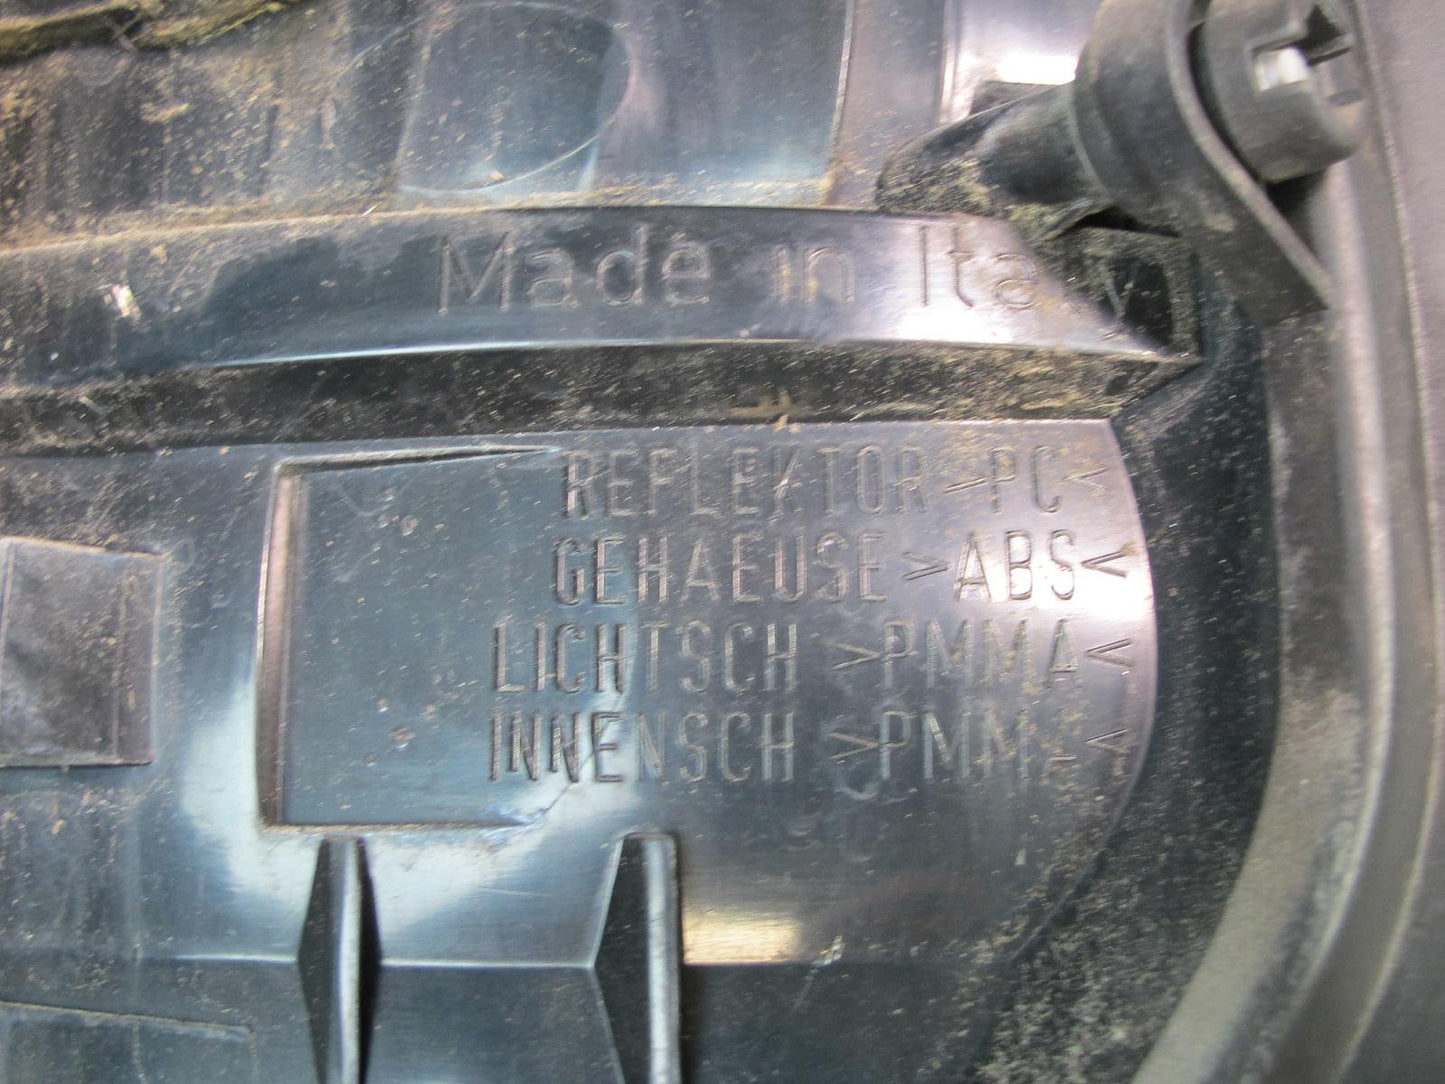 Made in Italy
REFLEKTOR >PC<
GEHAEUSE >ABS<
LICHTSCH >PMMA<
INNENSCH >PMMA<